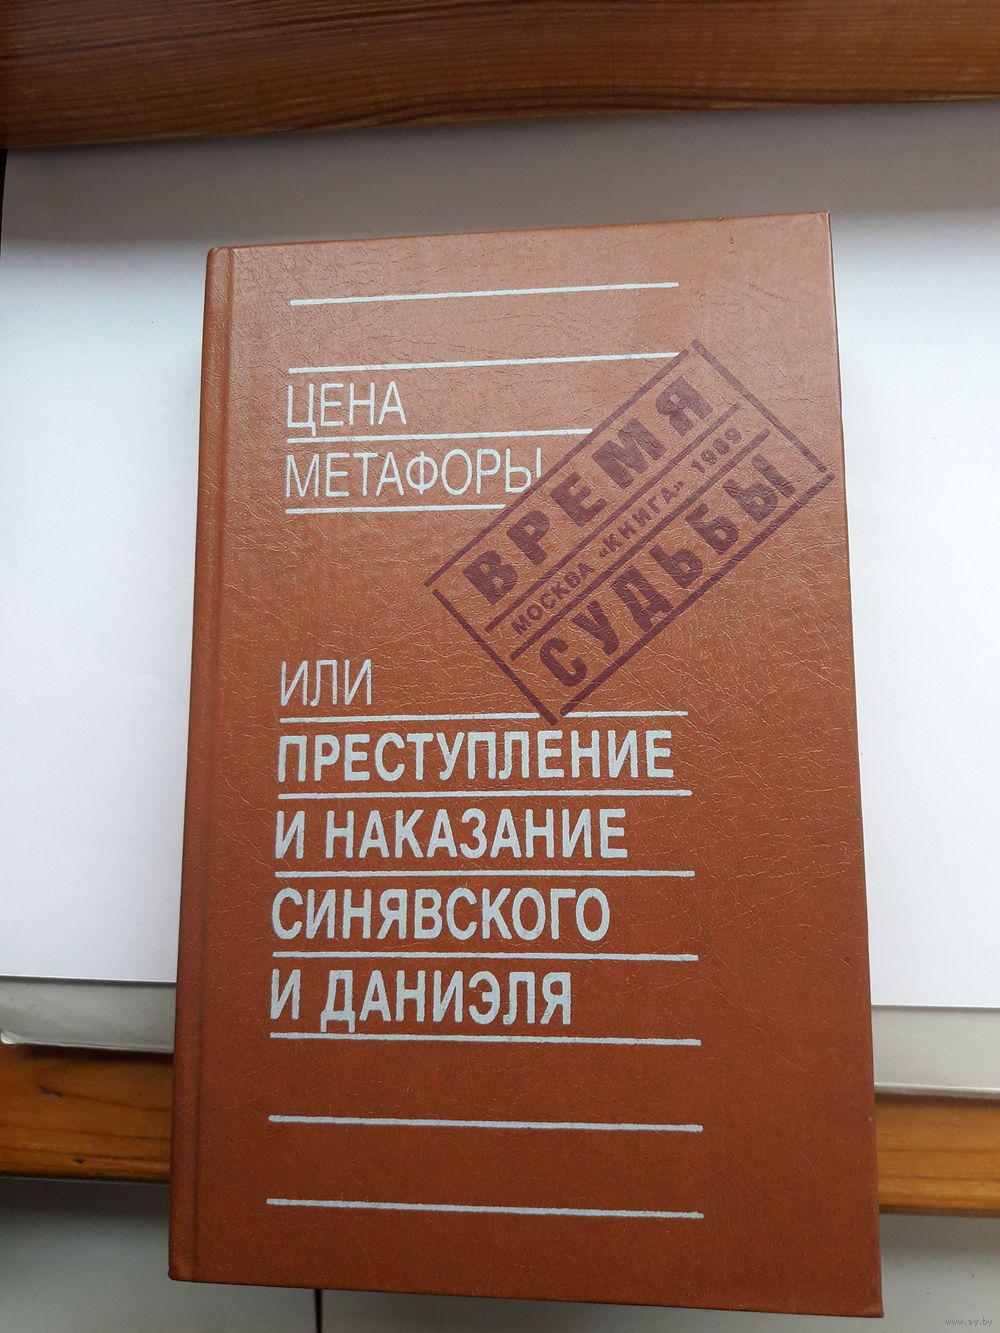 ЦЕНА
МЕТАФОРЫ
ВРЕМЯ
МОСКВА «КНИГА» 1989
СУДЬБЫ
ИЛИ
ПРЕСТУПЛЕНИЕ
И НАКАЗАНИЕ
СИНЯВСКОГО
И ДАНИЭЛЯ
www.ay.by